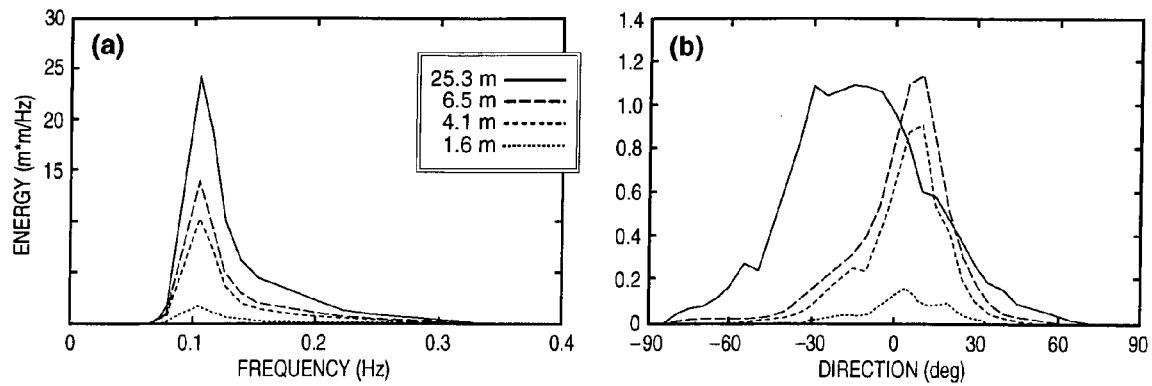 (a)
30
25
20
15
0
0.1
0.2
0.3
0.4
ENERGY (m*m/Hz)
FREQUENCY (Hz)
25.3 m
6.5 m
4.1 m
1.6 m
(b)
1.4
1.2
1.0
0.8
0.6
0.4
0.2
0
−90
−60
−30
0
30
60
90
DIRECTION (deg)